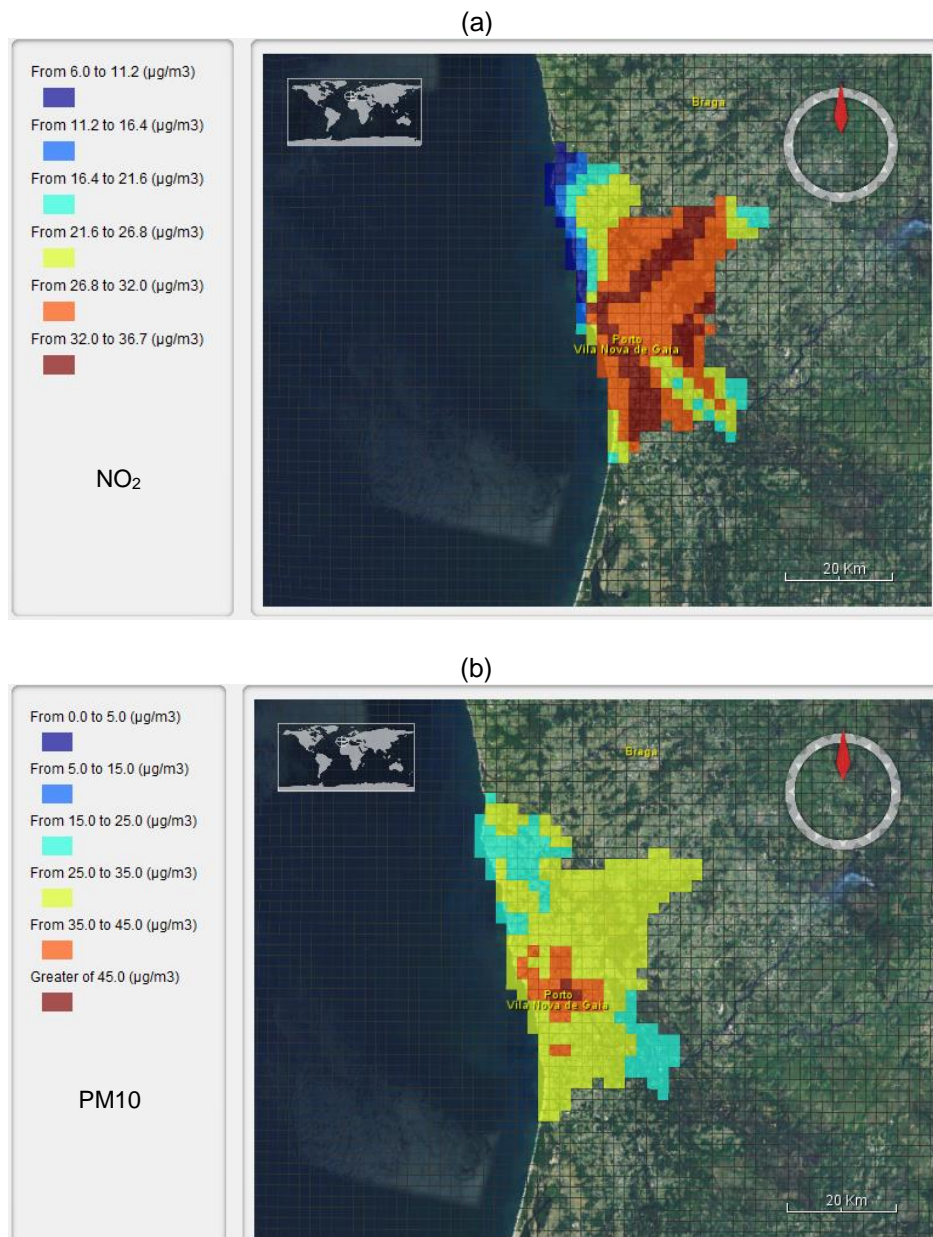 (a)
From 6.0 to 11.2 (µg/m3)
From 11.2 to 16.4 (µg/m3)
From 16.4 to 21.6 (µg/m3)
From 21.6 to 26.8 (µg/m3)
From 26.8 to 32.0 (µg/m3)
From 32.0 to 36.7 (µg/m3)
NO₂
Braga
Porto
Vila Nova de Gaia
20 Km
(b)
From 0.0 to 5.0 (µg/m3)
From 5.0 to 15.0 (µg/m3)
From 15.0 to 25.0 (µg/m3)
From 25.0 to 35.0 (µg/m3)
From 35.0 to 45.0 (µg/m3)
Greater of 45.0 (µg/m3)
PM10
Braga
Porto
Vila Nova de Gaia
20 Km